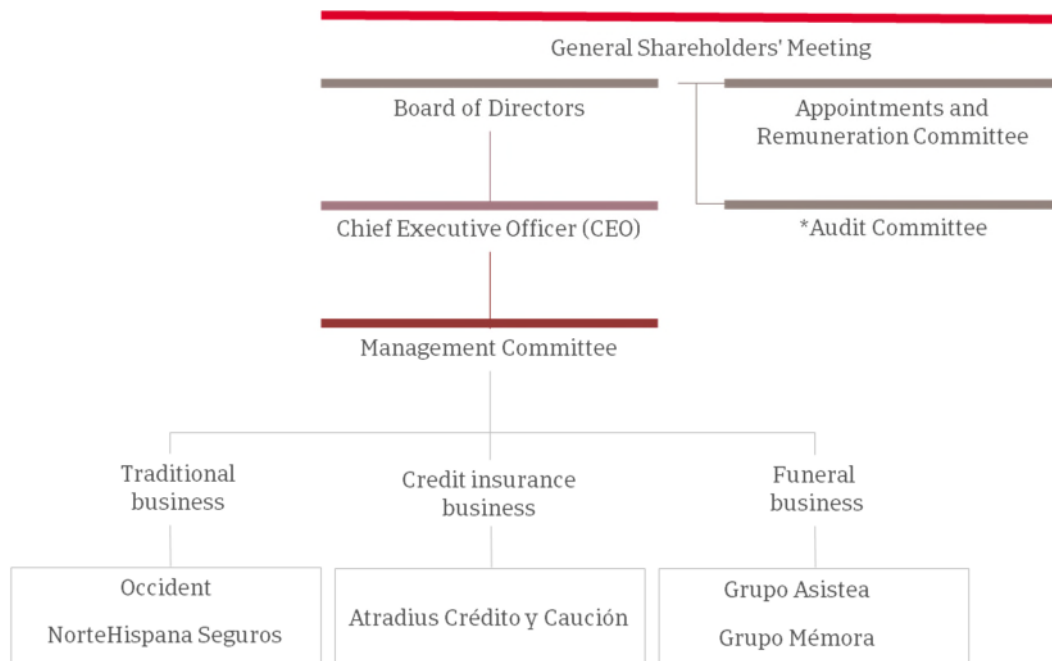 General Shareholders' Meeting
Board of Directors
Appointments and
Remuneration Committee
Chief Executive Officer (CEO)
*Audit Committee
Management Committee
Traditional
business
Credit insurance
business
Funeral
business
Occident
NorteHispana Seguros
Atradius Crédito y Caución
Grupo Asistea
Grupo Mémora